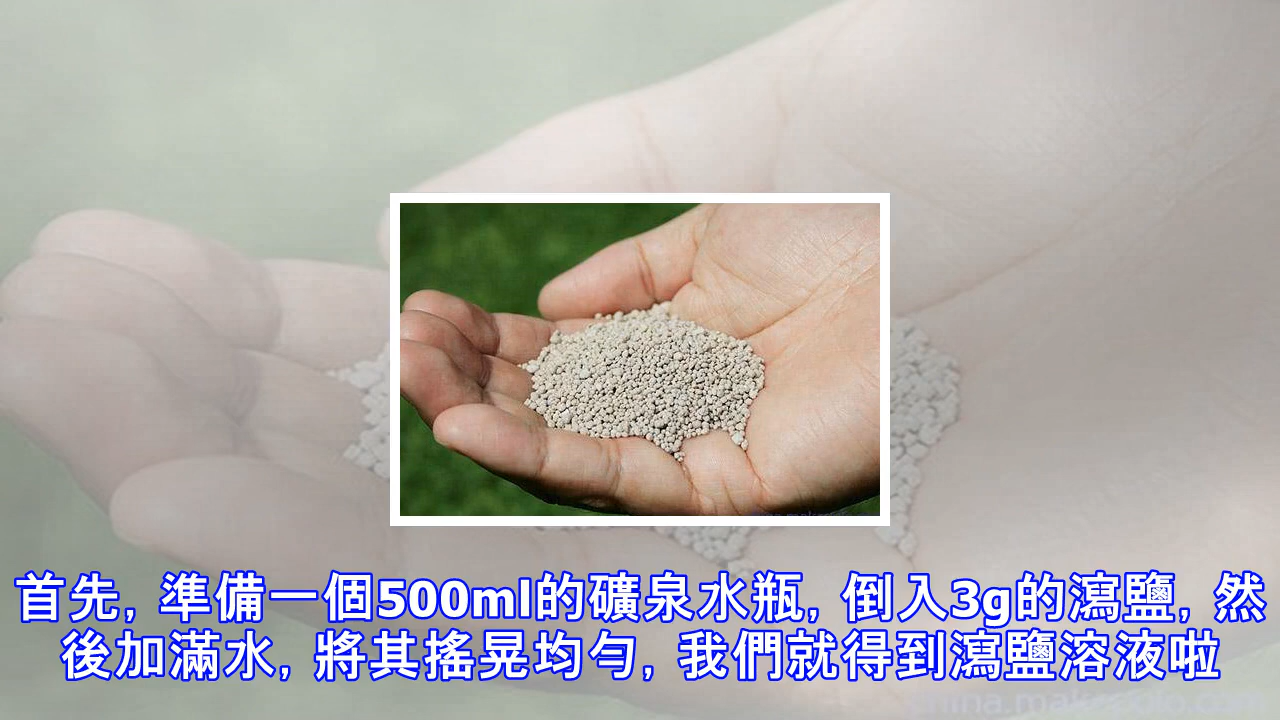 首先, 準備一個500ml的礦泉水瓶, 倒入3g的瀉鹽, 然
後加滿水, 將其搖晃均勻, 我們就得到瀉鹽溶液啦